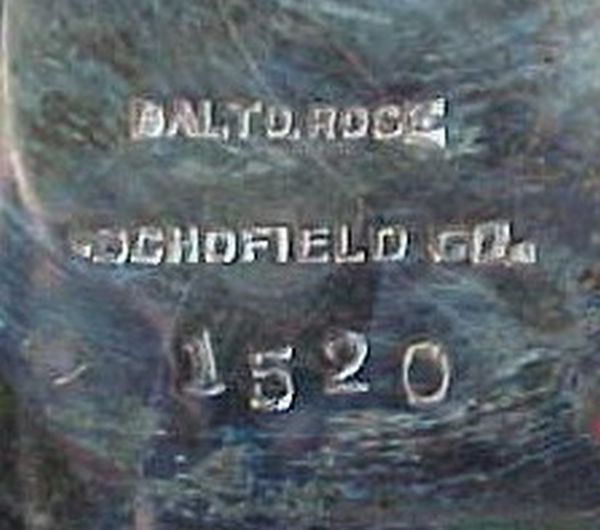 BALTO. ROSE
SCHOFIELD CO.
1520